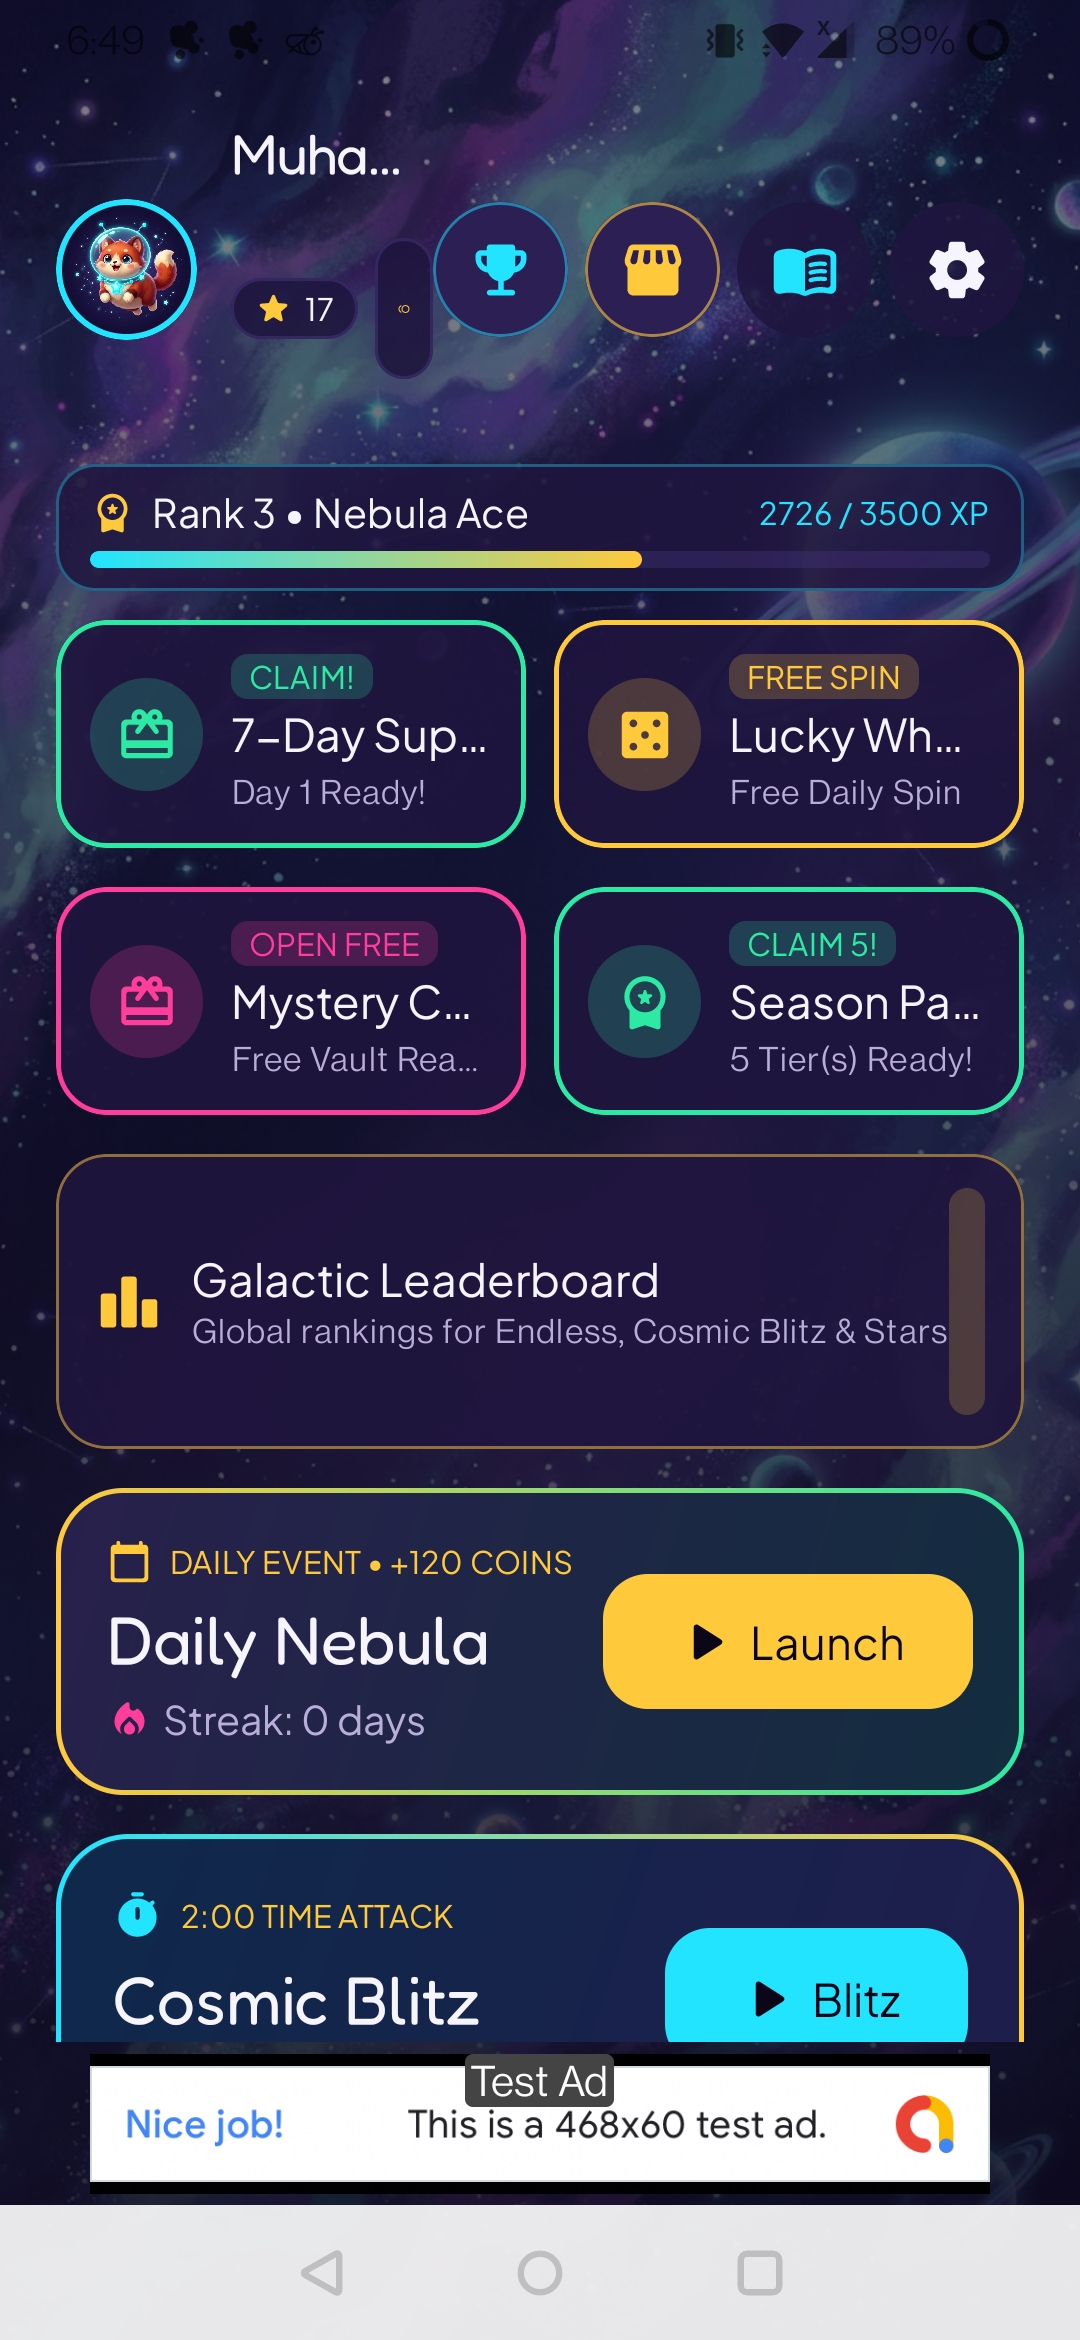 6:49
X
89%
Muha...
17
Rank 3 • Nebula Ace
2726 / 3500 XP
CLAIM!
7-Day Sup...
Day 1 Ready!
FREE SPIN
Lucky Wh...
Free Daily Spin
OPEN FREE
Mystery C...
Free Vault Rea...
CLAIM 5!
Season Pa...
5 Tier(s) Ready!
Galactic Leaderboard
Global rankings for Endless, Cosmic Blitz & Stars
DAILY EVENT • +120 COINS
Daily Nebula
Launch
Streak: 0 days
2:00 TIME ATTACK
Cosmic Blitz
Blitz
Test Ad
Nice job!
This is a 468x60 test ad.